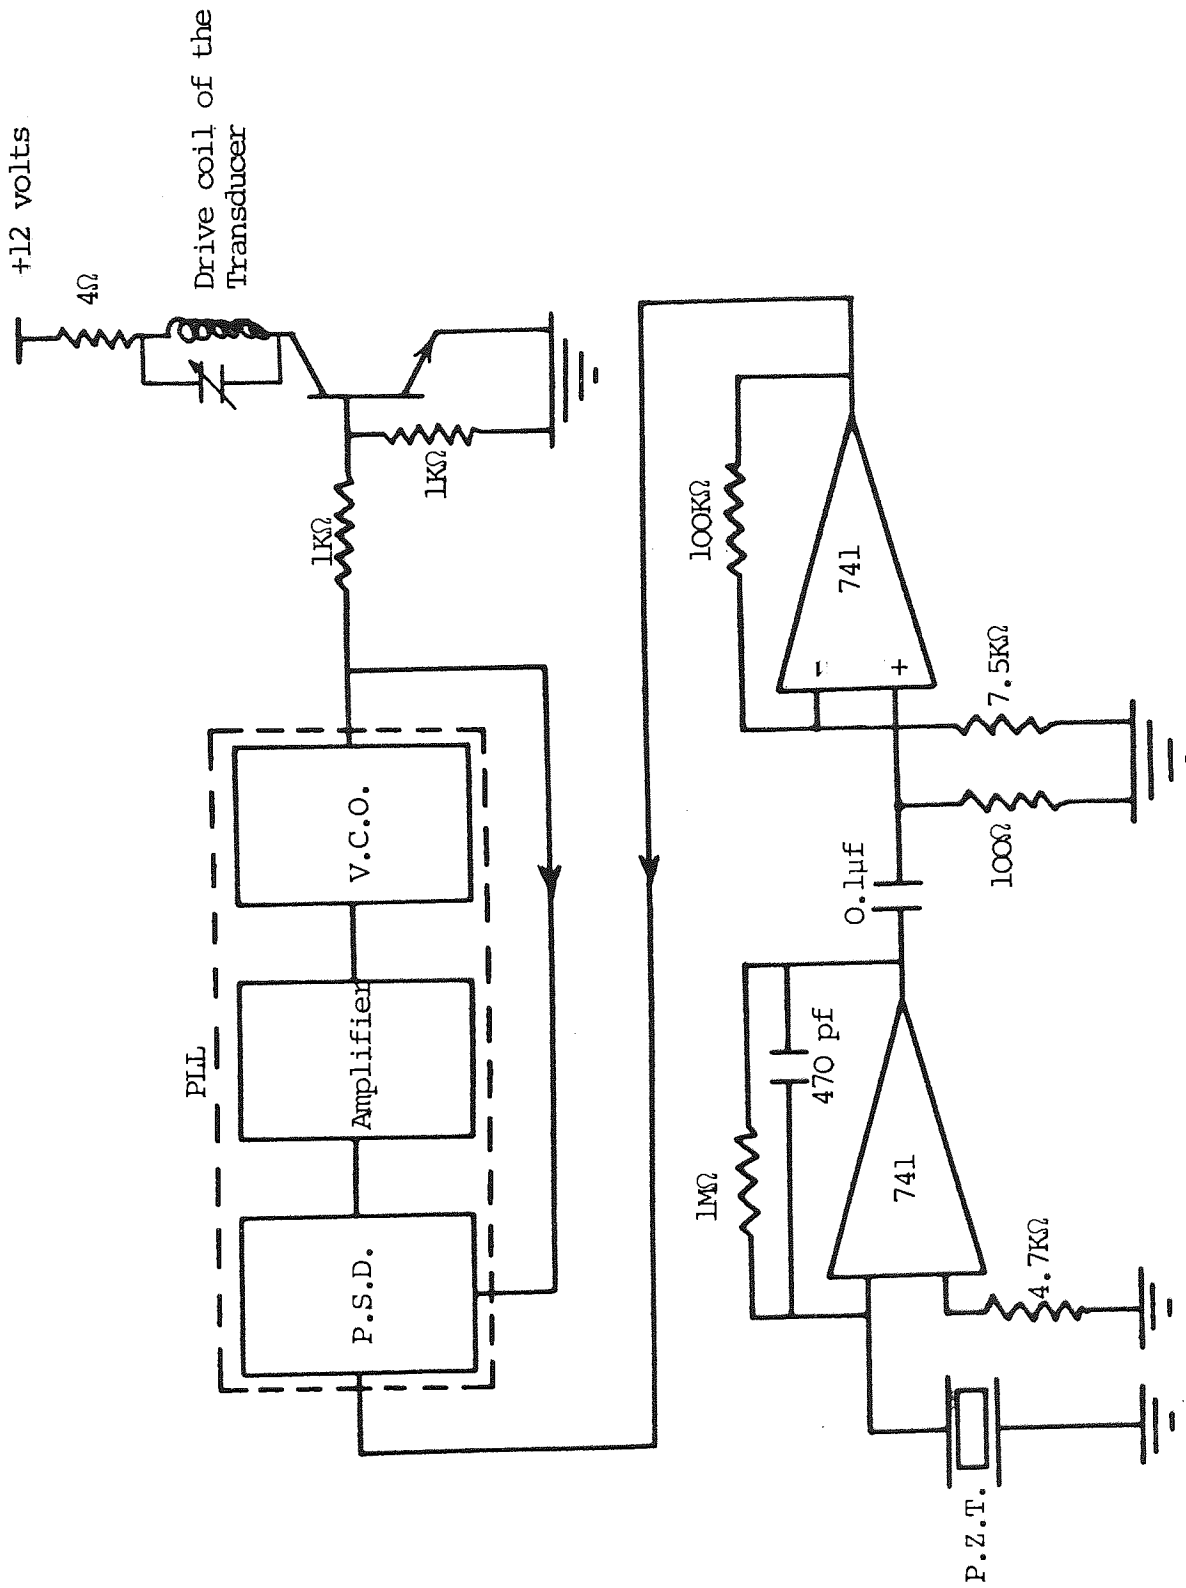 PLL
P.S.D.
Amplifier
V.C.O.
1KΩ
1KΩ
+12 volts
4Ω
Drive coil of the
Transducer
P.Z.T.
4.7KΩ
1MΩ
470 pf
741
0.1μf
100Ω
7.5KΩ
100KΩ
741
-
+